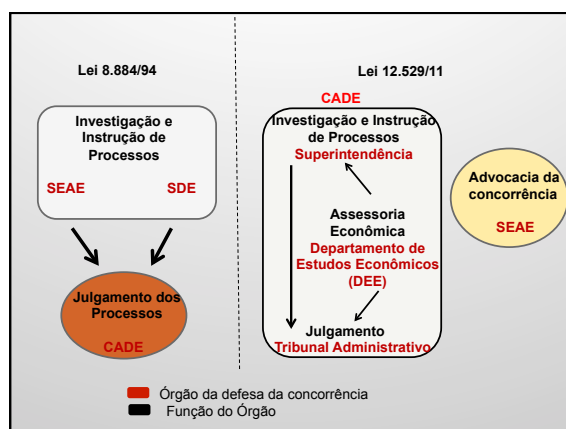 Lei 8.884/94
Investigação e
Instrução de
Processos
SEAE SDE
Julgamento dos
Processos
CADE
Lei 12.529/11
CADE
Investigação e Instrução
de Processos
Superintendência
Assessoria
Econômica
Departamento de
Estudos Econômicos
(DEE)
Julgamento
Tribunal Administrativo
Advocacia da
concorrência
SEAE
Órgão da defesa da concorrência
Função do Órgão